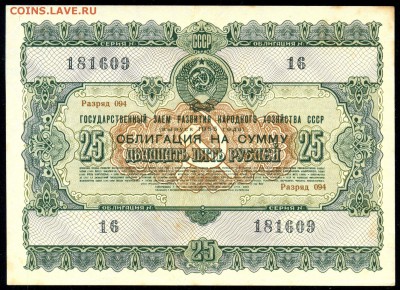 COINS.LAVE.RU
СССР
СЕРИЯ № ОБЛИГАЦИЯ №
181609 16
Разряд 094
ГОСУДАРСТВЕННЫЙ ЗАЕМ РАЗВИТИЯ НАРОДНОГО ХОЗЯЙСТВА СССР
ОБЛИГАЦИЯ НА СУММУ
25 ДВАДЦАТЬ ПЯТЬ РУБЛЕЙ 25
Разряд 094
ОБЛИГАЦИЯ № СЕРИЯ №
16 181609
25